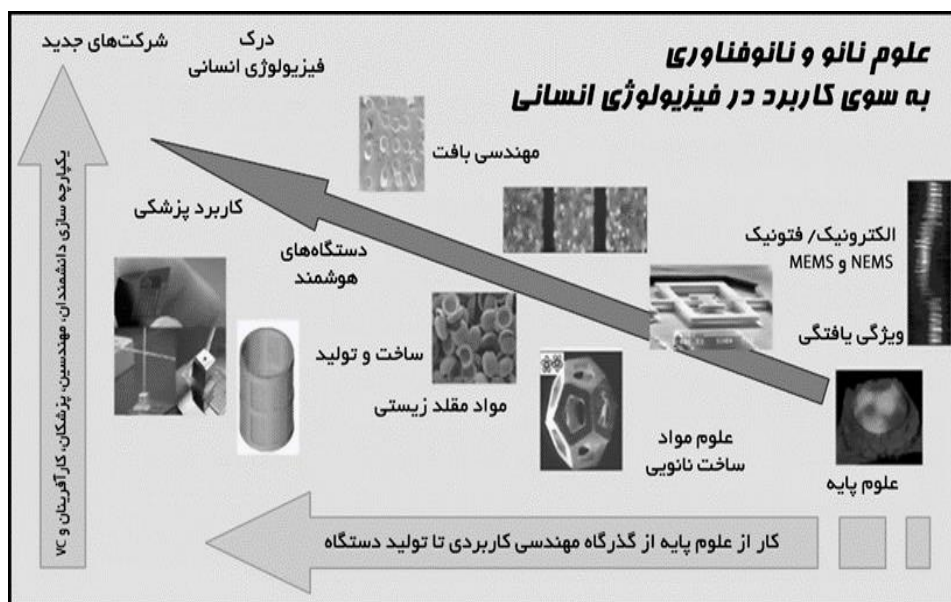 علوم نانو و نانوفناوری
به سوی کاربرد در فیزیولوژی انسانی
درک
فیزیولوژی انسانی
شرکت‌های جدید
مهندسی بافت
کاربرد پزشکی
دستگاه‌های
هوشمند
الکترونیک/ فتونیک
MEMS و NEMS
ویژگی یافتگی
ساخت و تولید
مواد مقلد زیستی
علوم مواد
ساخت نانویی
علوم پایه
یکپارچه سازی دانشمندان، مهندسین، پزشکان، کارآفرینان و VC
کار از علوم پایه از گذرگاه مهندسی کاربردی تا تولید دستگاه